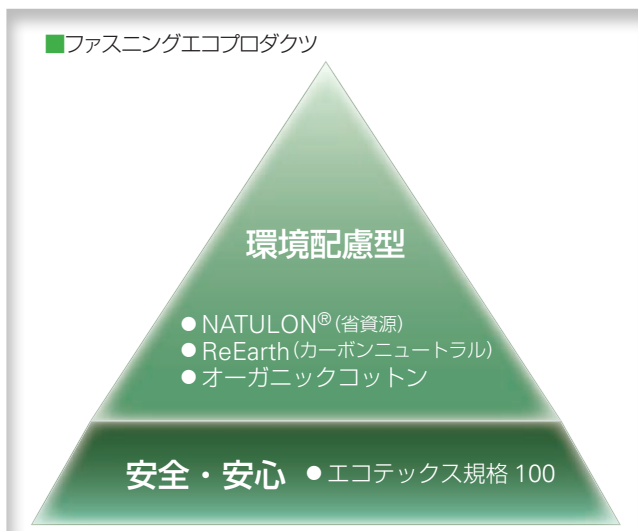 ■ファスニングエコプロダクツ
環境配慮型
● NATULON®(省資源)
● ReEarth(カーボンニュートラル)
● オーガニックコットン
安全・安心 ● エコテックス規格 100